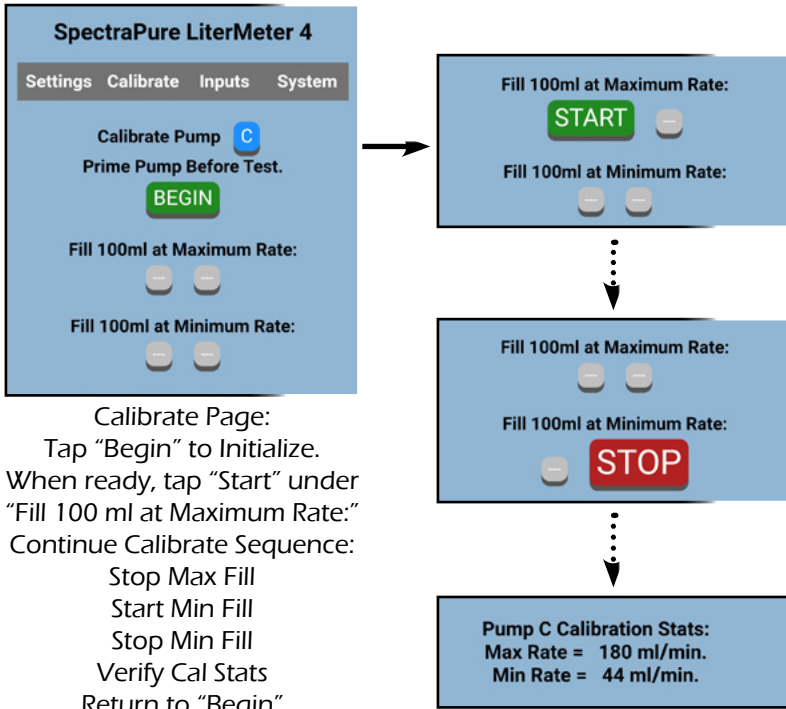 SpectraPure LiterMeter 4
Settings Calibrate Inputs System
Calibrate Pump C
Prime Pump Before Test.
BEGIN
Fill 100ml at Maximum Rate:
--- ---
Fill 100ml at Minimum Rate:
--- ---
Calibrate Page:
Tap “Begin” to Initialize.
When ready, tap “Start” under
“Fill 100 ml at Maximum Rate:”
Continue Calibrate Sequence:
Stop Max Fill
Start Min Fill
Stop Min Fill
Verify Cal Stats
Return to “Begin”
Fill 100ml at Maximum Rate:
START ---
Fill 100ml at Minimum Rate:
--- ---
Fill 100ml at Maximum Rate:
--- ---
Fill 100ml at Minimum Rate:
--- STOP
Pump C Calibration Stats:
Max Rate = 180 ml/min.
Min Rate = 44 ml/min.